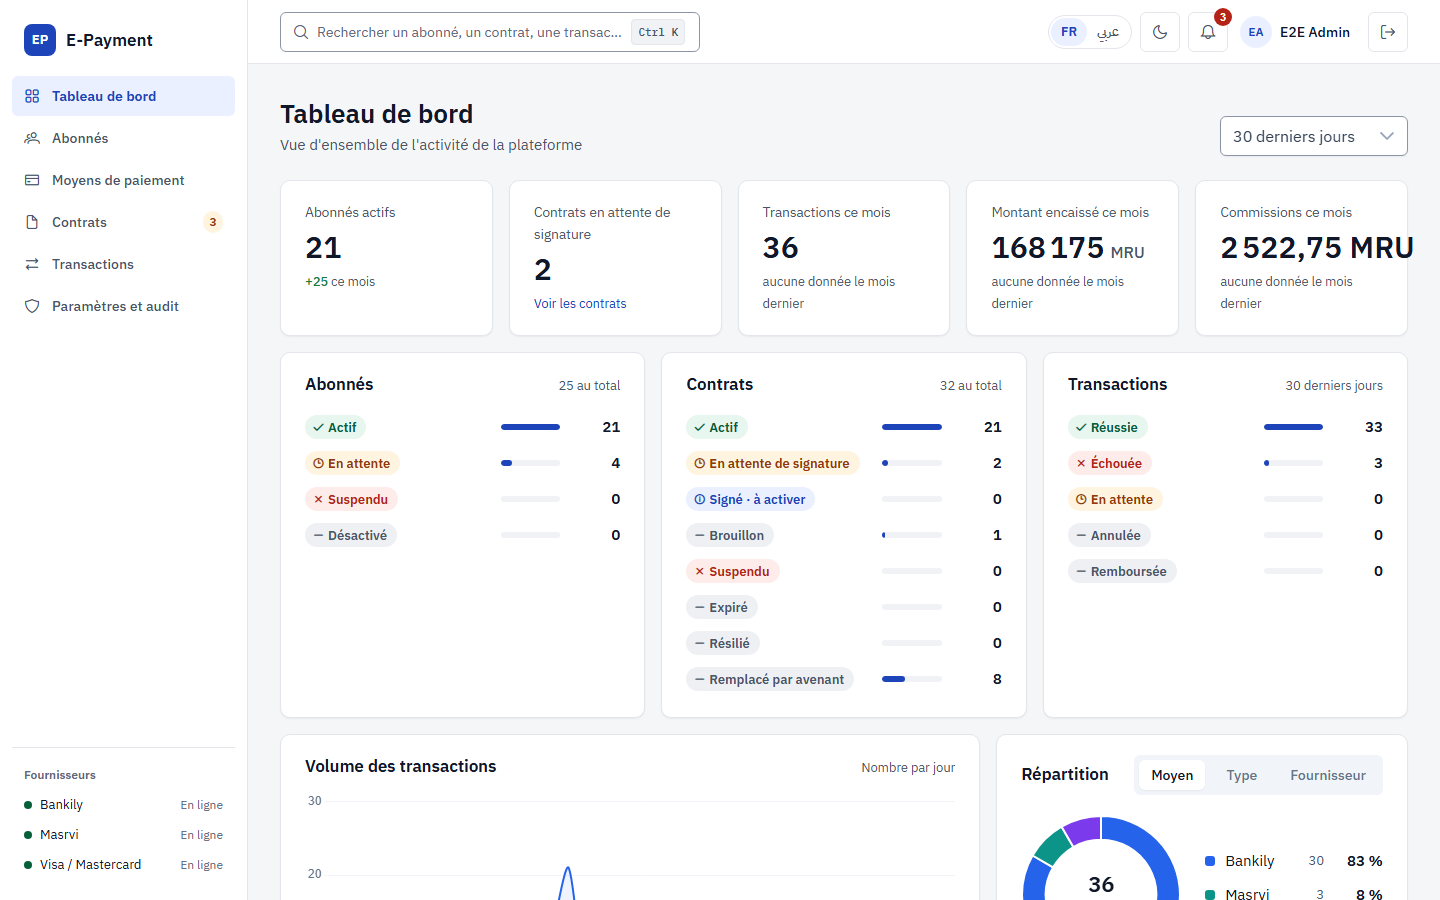 EP E-Payment
Tableau de bord
Abonnés
Moyens de paiement
Contrats 3
Transactions
Paramètres et audit
Fournisseurs
Bankily En ligne
Masrvi En ligne
Visa / Mastercard En ligne
Rechercher un abonné, un contrat, une transac... Ctrl K
FR عربي 3 EA E2E Admin
Tableau de bord
Vue d'ensemble de l'activité de la plateforme
30 derniers jours
Abonnés actifs
21
+25 ce mois
Contrats en attente de
signature
2
Voir les contrats
Transactions ce mois
36
aucune donnée le mois
dernier
Montant encaissé ce mois
168 175 MRU
aucune donnée le mois
dernier
Commissions ce mois
2 522,75 MRU
aucune donnée le mois
dernier
Abonnés 25 au total
Actif 21
En attente 4
Suspendu 0
Désactivé 0
Contrats 32 au total
Actif 21
En attente de signature 2
Signé · à activer 0
Brouillon 1
Suspendu 0
Expiré 0
Résilié 0
Remplacé par avenant 8
Transactions 30 derniers jours
Réussie 33
Échouée 3
En attente 0
Annulée 0
Remboursée 0
Volume des transactions Nombre par jour
30
20
Répartition Moyen Type Fournisseur
36
Bankily 30 83 %
Masrvi 3 8 %